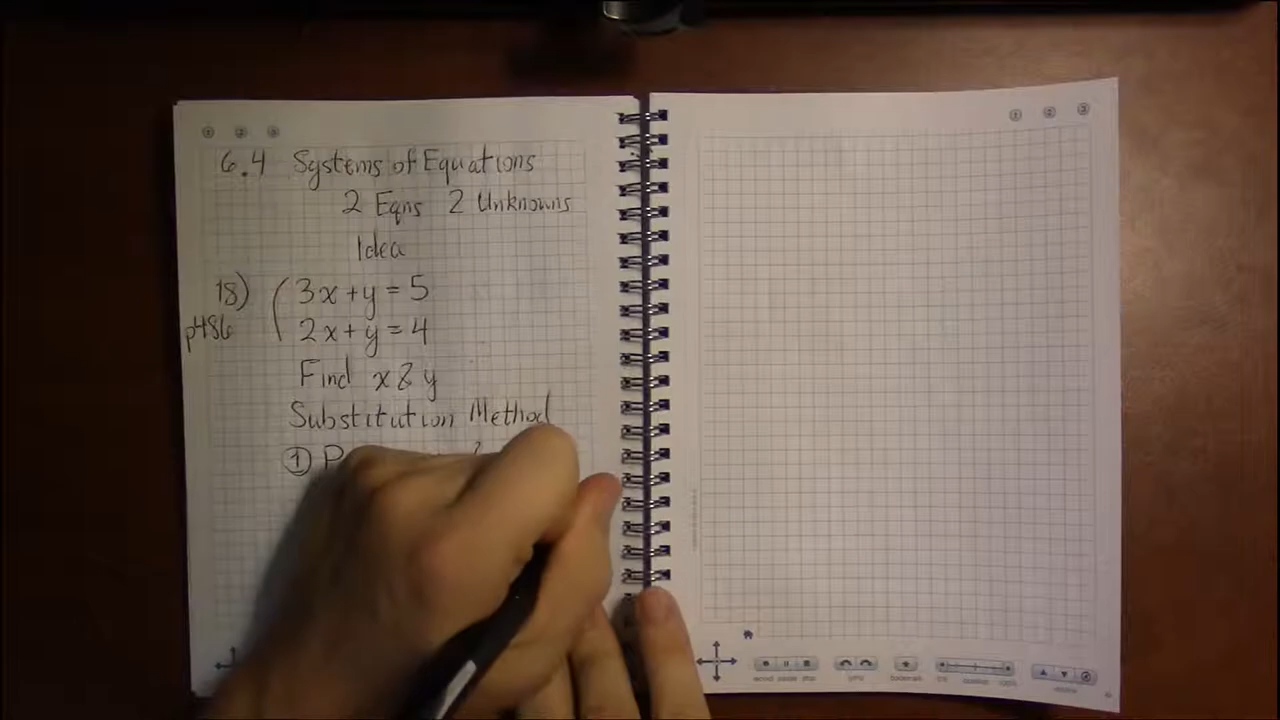 6.4 Systems of Equations
2 Eqns 2 Unknowns
Idea
18) 3x + y = 5
p486 2x + y = 4
Find x & y
Substitution Method
①